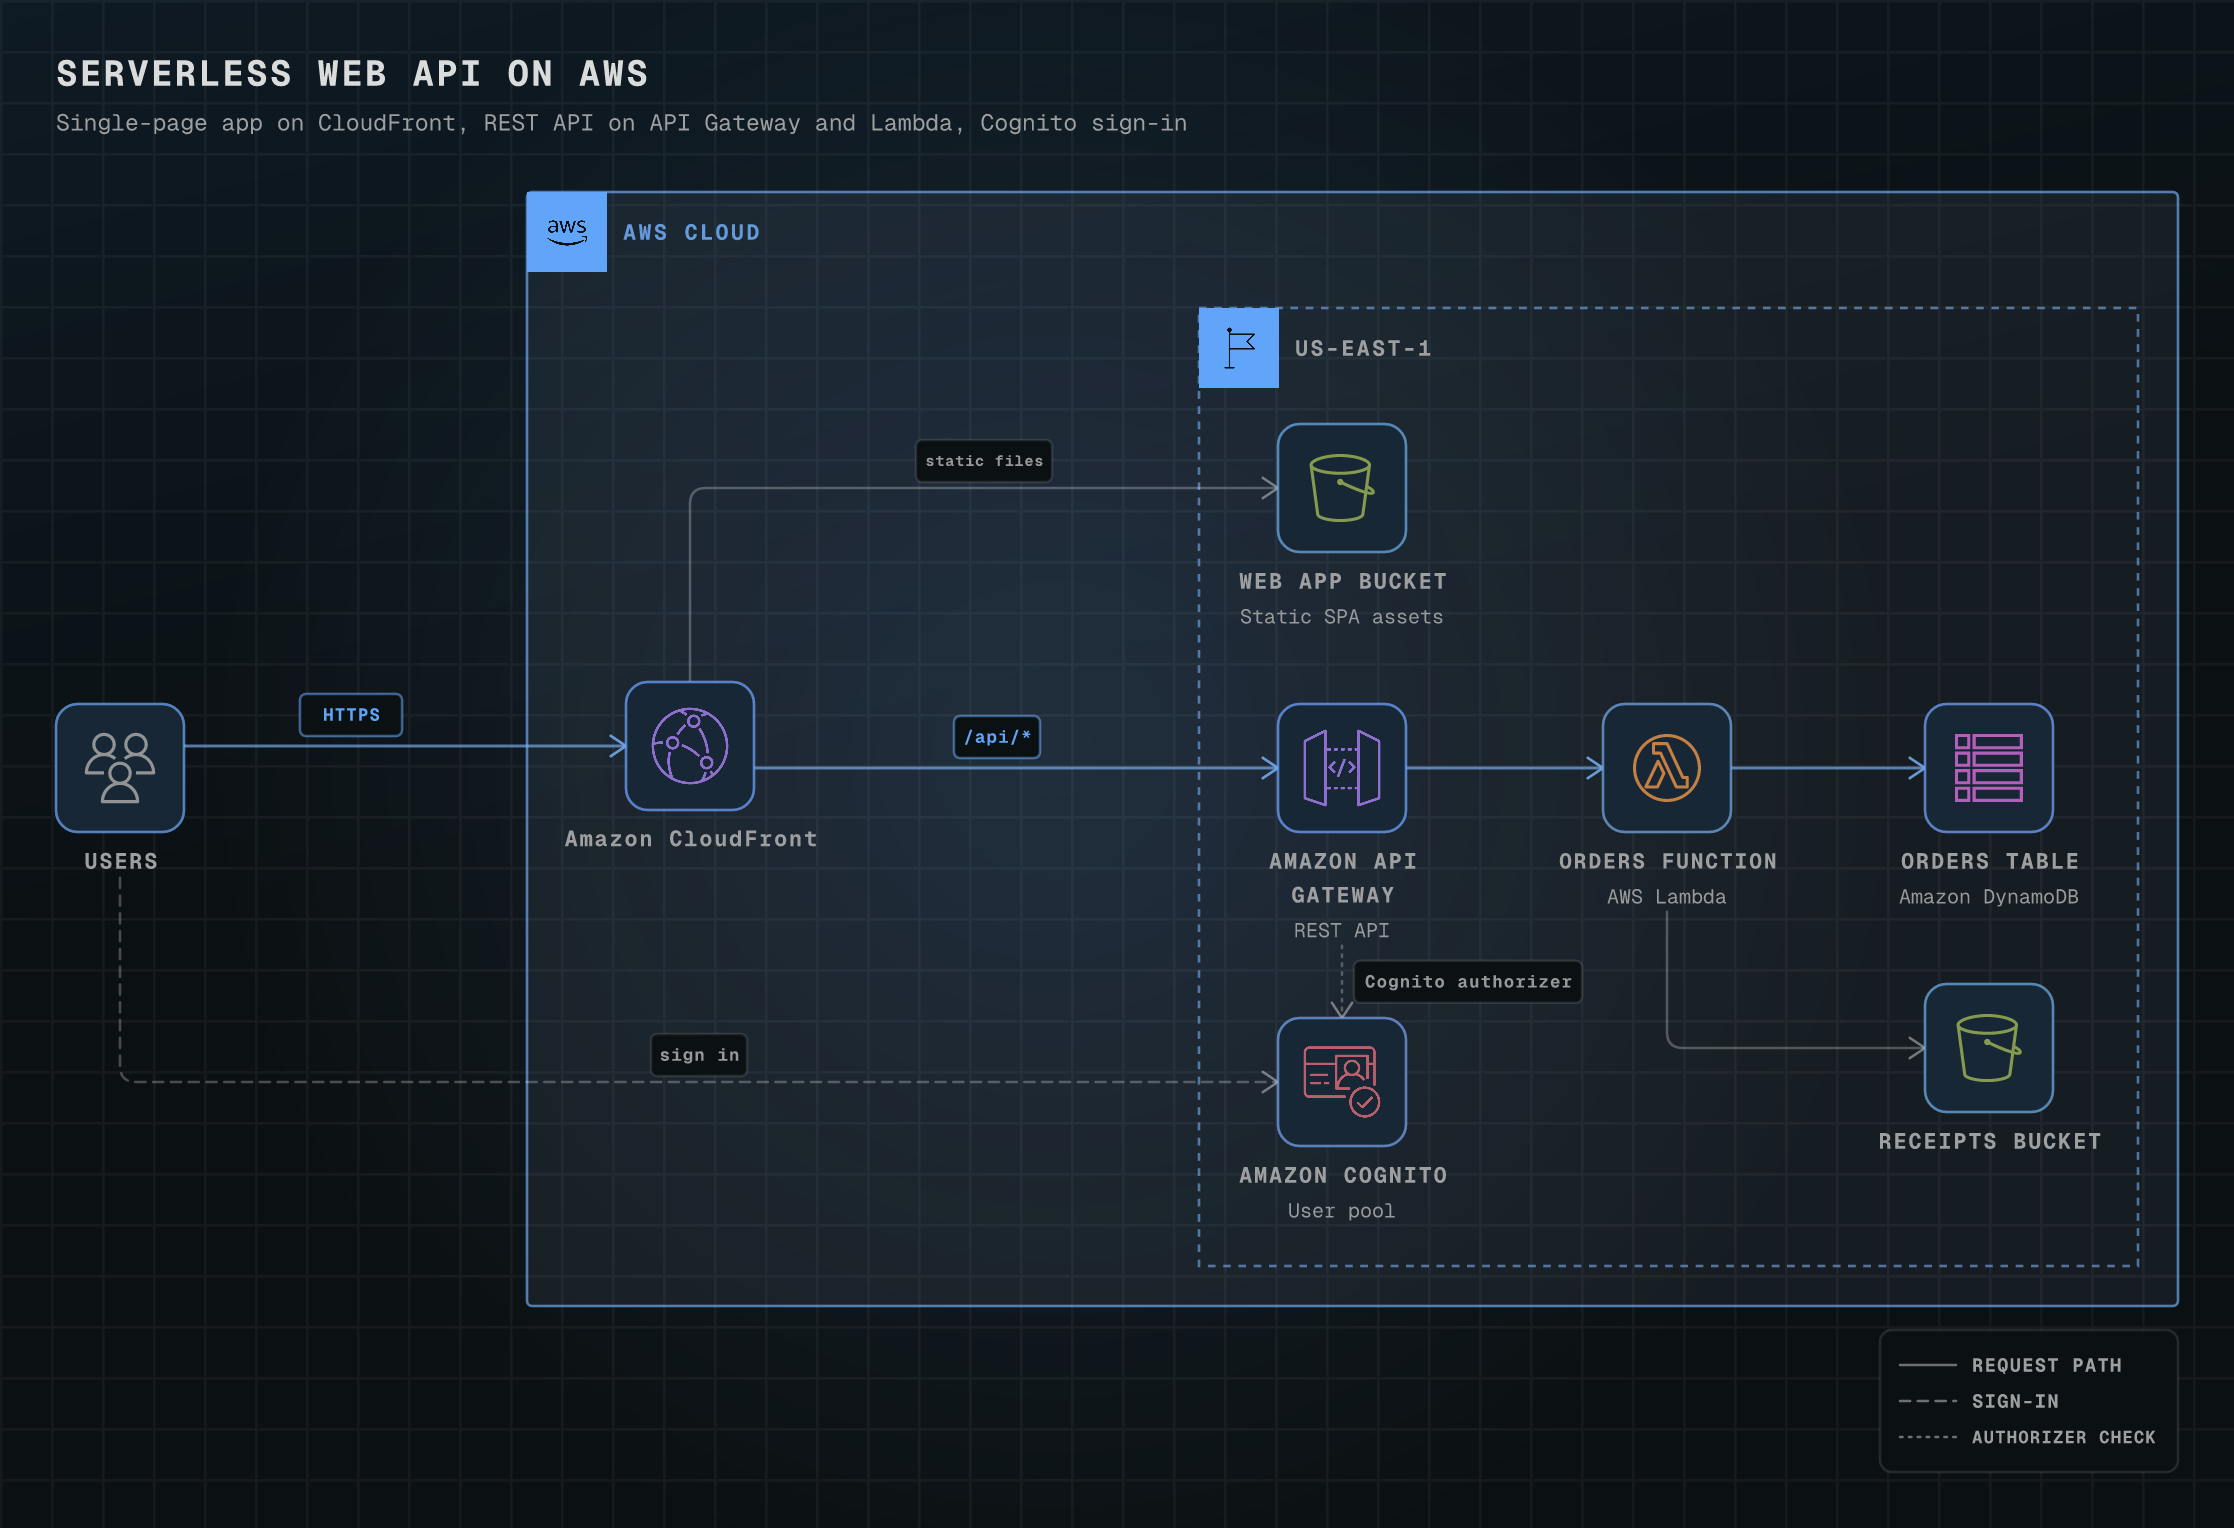 SERVERLESS WEB API ON AWS
Single-page app on CloudFront, REST API on API Gateway and Lambda, Cognito sign-in
aws
AWS CLOUD
US-EAST-1
static files
WEB APP BUCKET
Static SPA assets
HTTPS
/api/*
</>
USERS
Amazon CloudFront
AMAZON API
GATEWAY
REST API
ORDERS FUNCTION
AWS Lambda
ORDERS TABLE
Amazon DynamoDB
Cognito authorizer
sign in
AMAZON COGNITO
User pool
RECEIPTS BUCKET
REQUEST PATH
SIGN-IN
AUTHORIZER CHECK